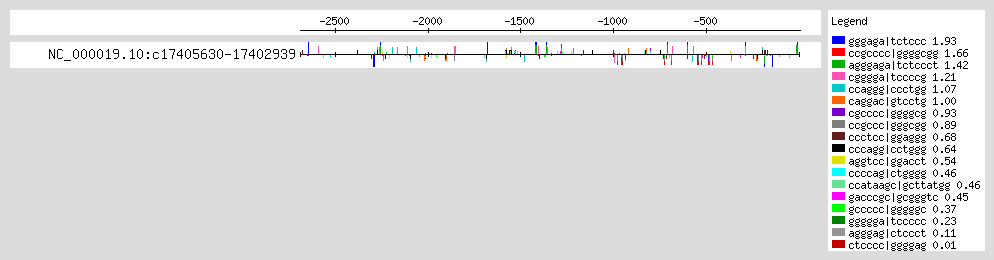 -2500 -2000 -1500 -1000 -500
NC_000019.10:c17405630-17402939
Legend
gggaga|tctccc 1.93
ccgcccc|ggggcgg 1.66
agggaga|tctccct 1.42
cgggga|tccccg 1.21
ccaggg|ccctgg 1.07
caggac|gtcctg 1.00
cgcccc|ggggcg 0.93
ccgccc|gggcgg 0.89
ccctcc|ggaggg 0.68
cccagg|cctggg 0.64
aggtcc|ggacct 0.54
ccccag|ctgggg 0.46
ccataagc|gcttatgg 0.46
gacccgc|gcgggtc 0.45
gccccc|gggggc 0.37
ggggga|tccccc 0.23
agggag|ctccct 0.11
ctcccc|ggggag 0.01